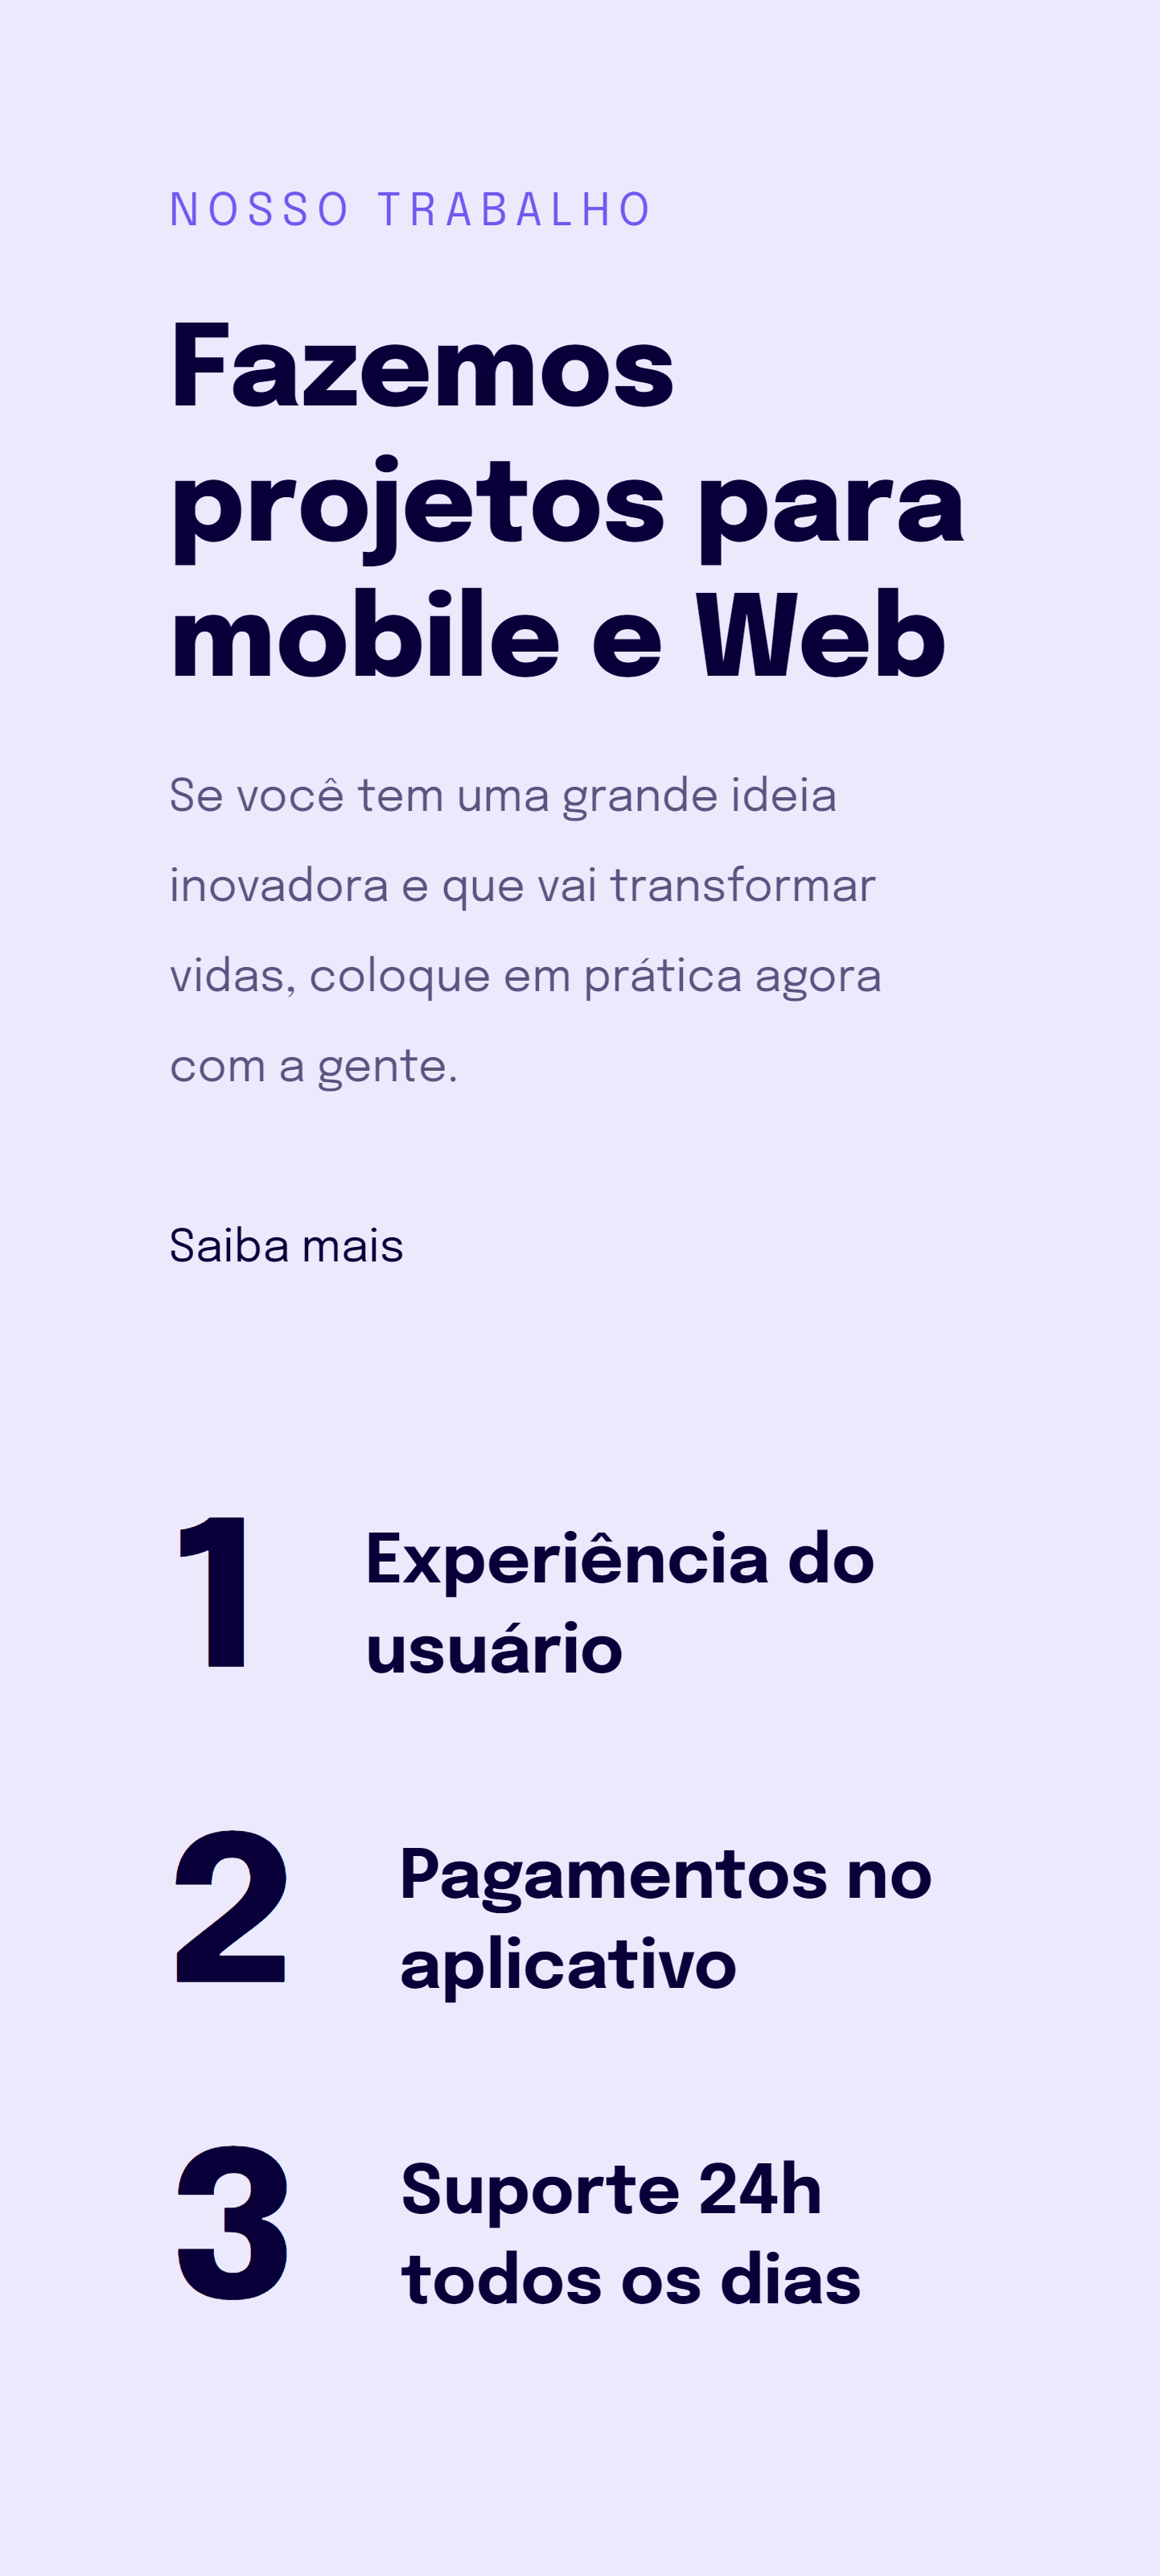 NOSSO TRABALHO
Fazemos
projetos para
mobile e Web
Se você tem uma grande ideia
inovadora e que vai transformar
vidas, coloque em prática agora
com a gente.
Saiba mais
1
Experiência do
usuário
2
Pagamentos no
aplicativo
3
Suporte 24h
todos os dias